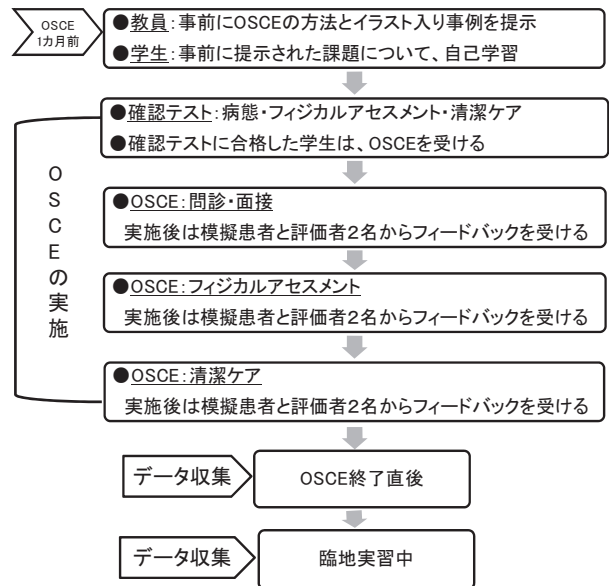 OSCE
1カ月前
●教員：事前にOSCEの方法とイラスト入り事例を提示
●学生：事前に提示された課題について、自己学習
OSCEの実施
●確認テスト：病態・フィジカルアセスメント・清潔ケア
●確認テストに合格した学生は、OSCEを受ける
●OSCE：問診・面接
実施後は模擬患者と評価者2名からフィードバックを受ける
●OSCE：フィジカルアセスメント
実施後は模擬患者と評価者2名からフィードバックを受ける
●OSCE：清潔ケア
実施後は模擬患者と評価者2名からフィードバックを受ける
データ収集
OSCE終了直後
データ収集
臨地実習中